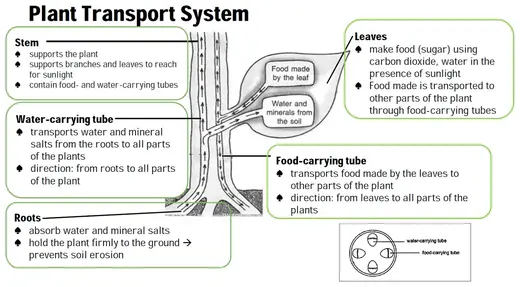 Plant Transport System
Stem
♠ supports the plant
♠ supports branches and leaves to reach
for sunlight
♠ contain food- and water-carrying tubes
Water-carrying tube
♠ transports water and mineral
salts from the roots to all parts
of the plants
♠ direction: from roots to all parts
of the plant
Roots
♠ absorb water and mineral salts
♠ hold the plant firmly to the ground →
prevents soil erosion
Food made
by the leaf
Water and
minerals from
the soil
Leaves
♠ make food (sugar) using
carbon dioxide, water in the
presence of sunlight
♠ Food made is transported to
other parts of the plant
through food-carrying tubes
Food-carrying tube
♠ transports food made by the leaves to
other parts of the plant
♠ direction: from leaves to all parts of the
plants
water-carrying tube
food-carrying tube